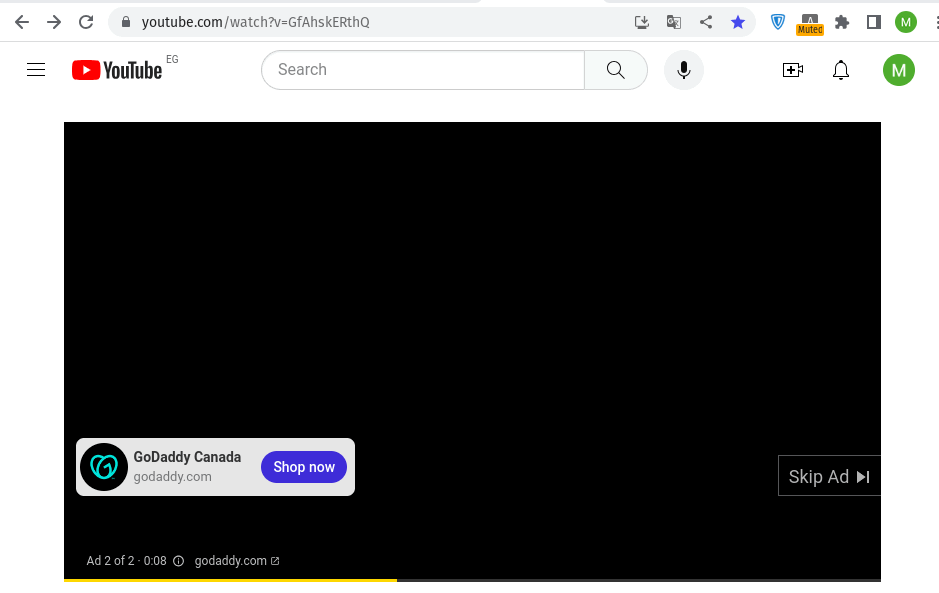 youtube.com/watch?v=GfAhskERthQ
Muted
M
YouTube EG
Search
M
GoDaddy Canada
godaddy.com
Shop now
Skip Ad
Ad 2 of 2 · 0:08
godaddy.com